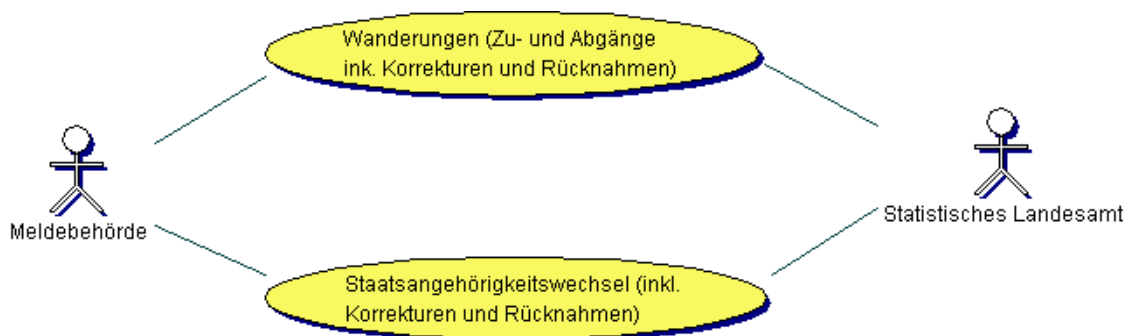 Wanderungen (Zu- und Abgänge
ink. Korrekturen und Rücknahmen)
Meldebehörde
Statistisches Landesamt
Staatsangehörigkeitswechsel (inkl.
Korrekturen und Rücknahmen)